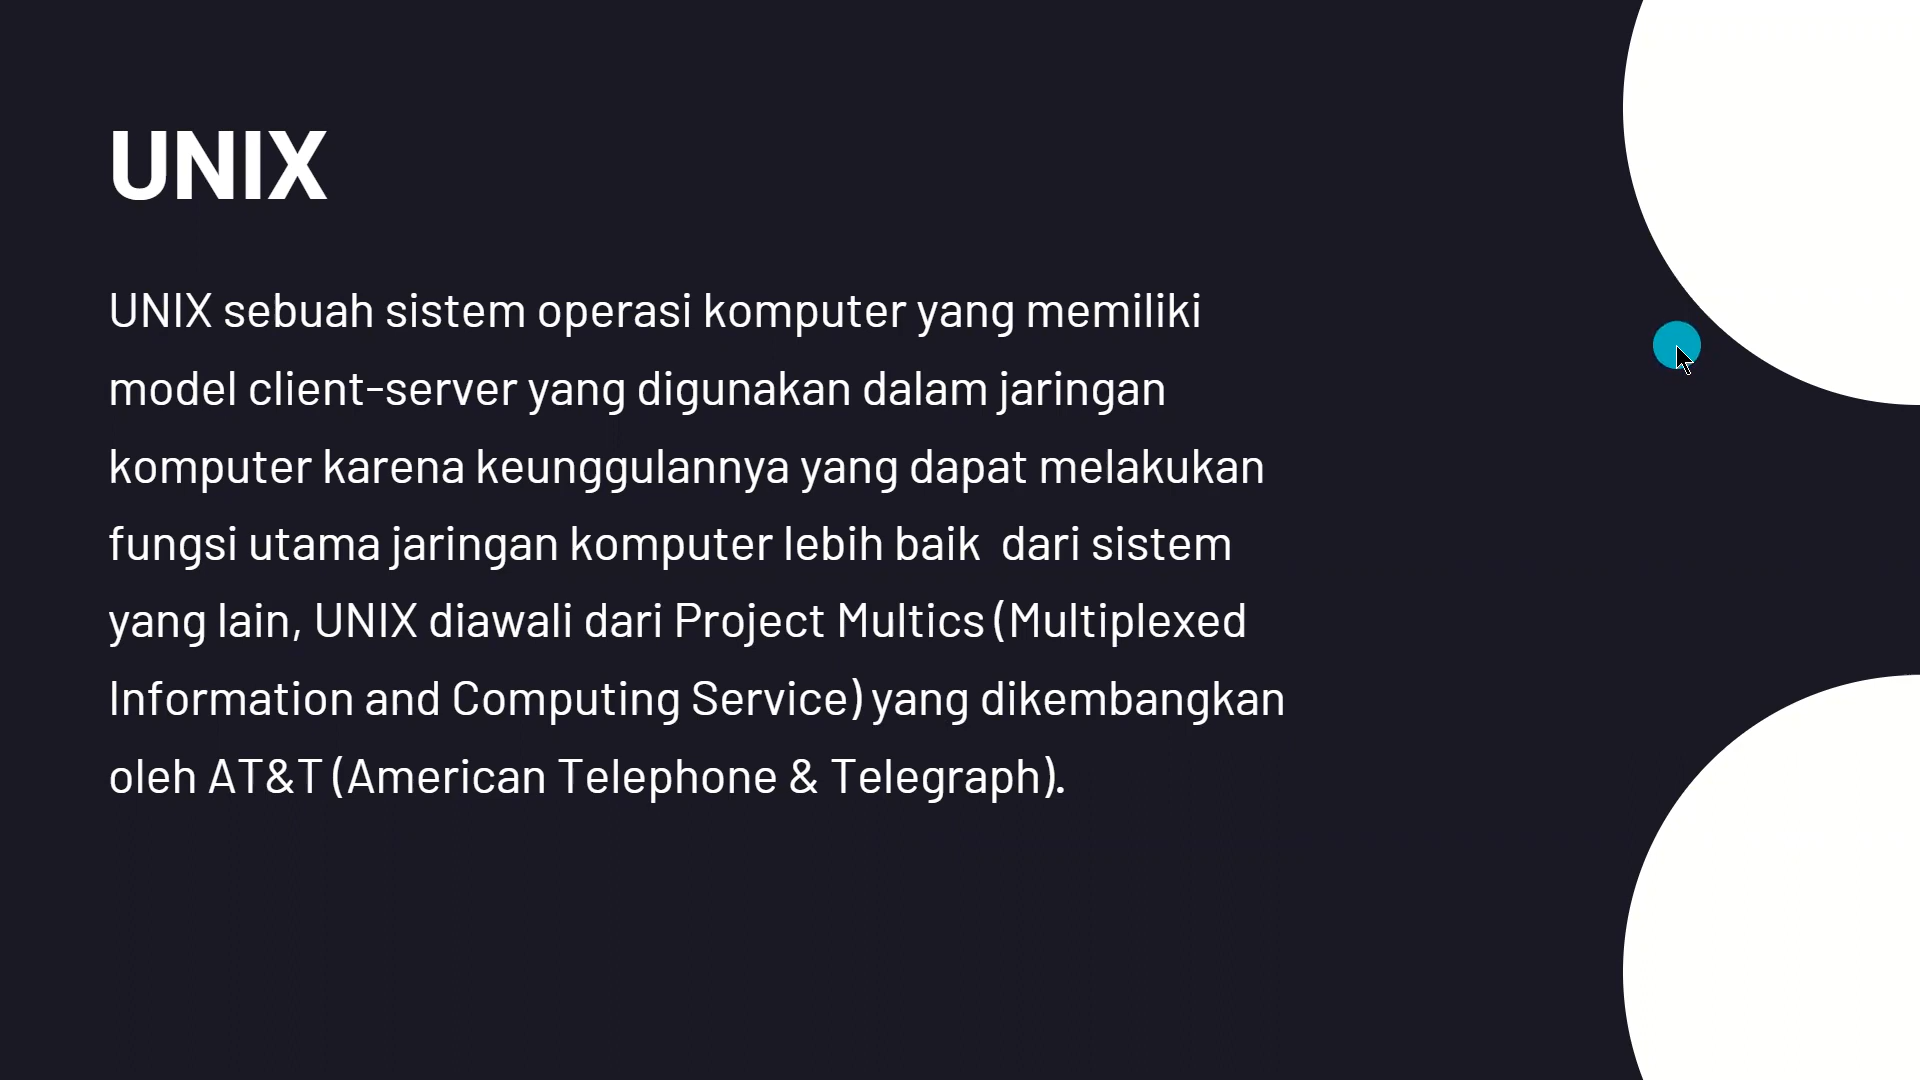 UNIX
UNIX sebuah sistem operasi komputer yang memiliki
model client-server yang digunakan dalam jaringan
komputer karena keunggulannya yang dapat melakukan
fungsi utama jaringan komputer lebih baik  dari sistem
yang lain, UNIX diawali dari Project Multics (Multiplexed
Information and Computing Service) yang dikembangkan
oleh AT&T (American Telephone & Telegraph).